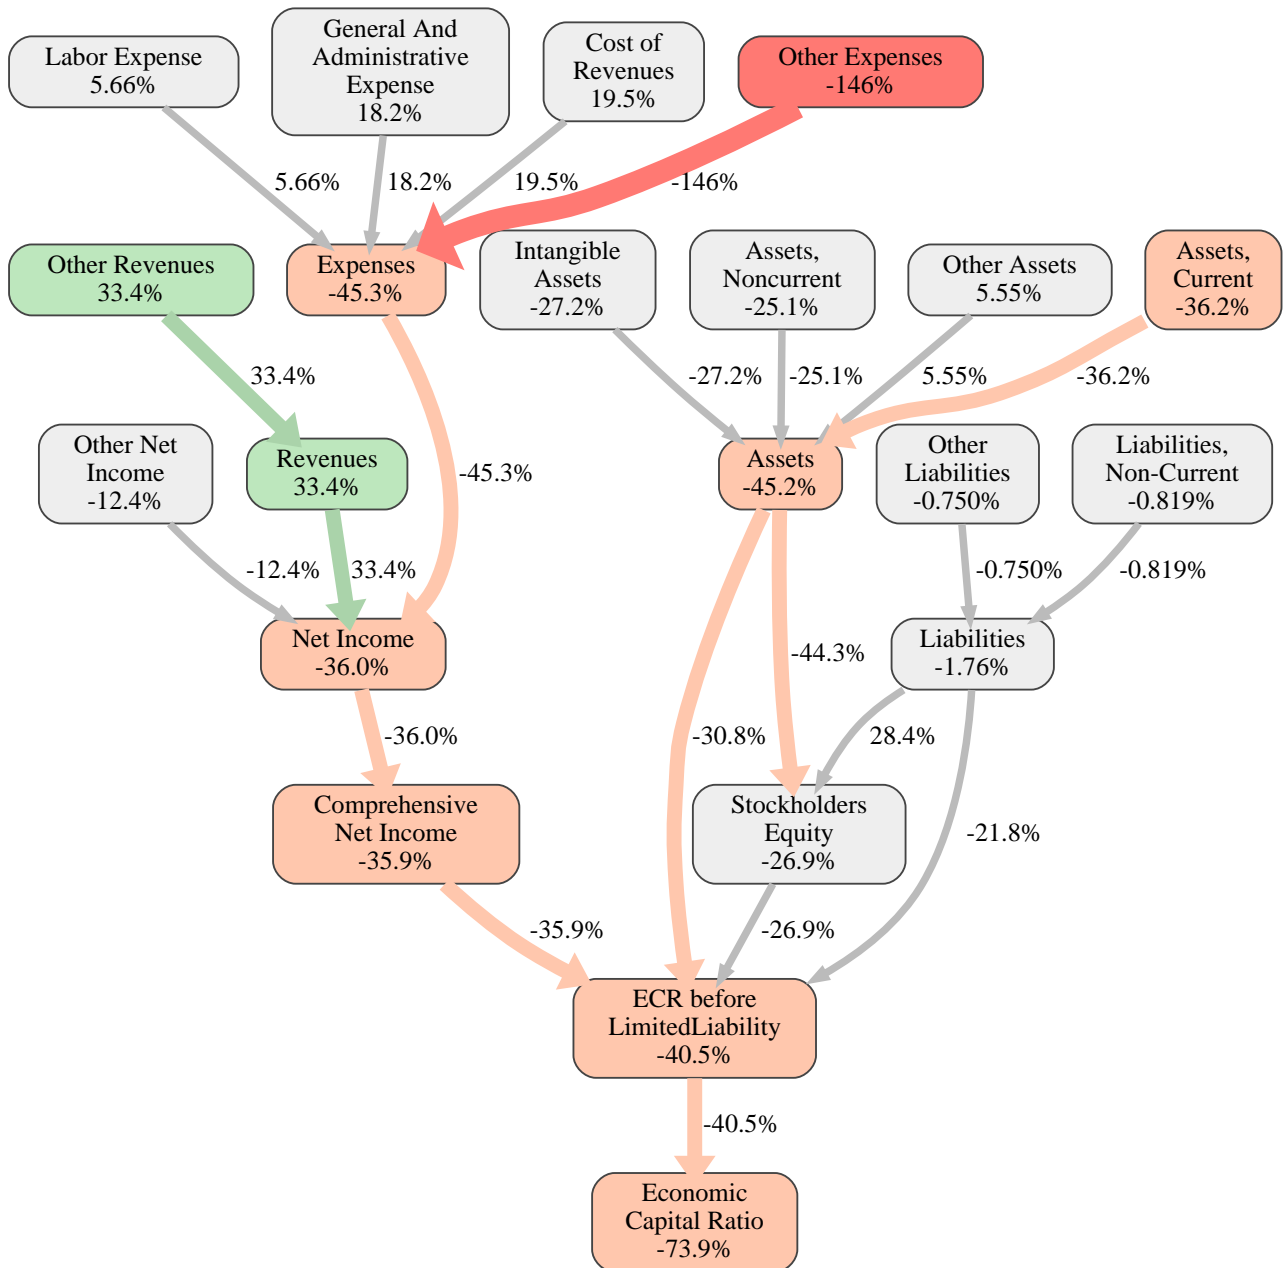 Labor Expense
5.66%
General And
Administrative
Expense
18.2%
Cost of
Revenues
19.5%
Other Expenses
-146%
5.66%
18.2%
19.5%
-146%
Other Revenues
33.4%
Expenses
-45.3%
Intangible
Assets
-27.2%
Assets,
Noncurrent
-25.1%
Other Assets
5.55%
Assets,
Current
-36.2%
33.4%
-45.3%
-27.2%
-25.1%
5.55%
-36.2%
Other Net
Income
-12.4%
Revenues
33.4%
Assets
-45.2%
Other
Liabilities
-0.750%
Liabilities,
Non-Current
-0.819%
-12.4%
33.4%
-0.750%
-0.819%
Net Income
-36.0%
-44.3%
Liabilities
-1.76%
-36.0%
-30.8%
28.4%
Comprehensive
Net Income
-35.9%
Stockholders
Equity
-26.9%
-21.8%
-35.9%
-26.9%
ECR before
LimitedLiability
-40.5%
-40.5%
Economic
Capital Ratio
-73.9%